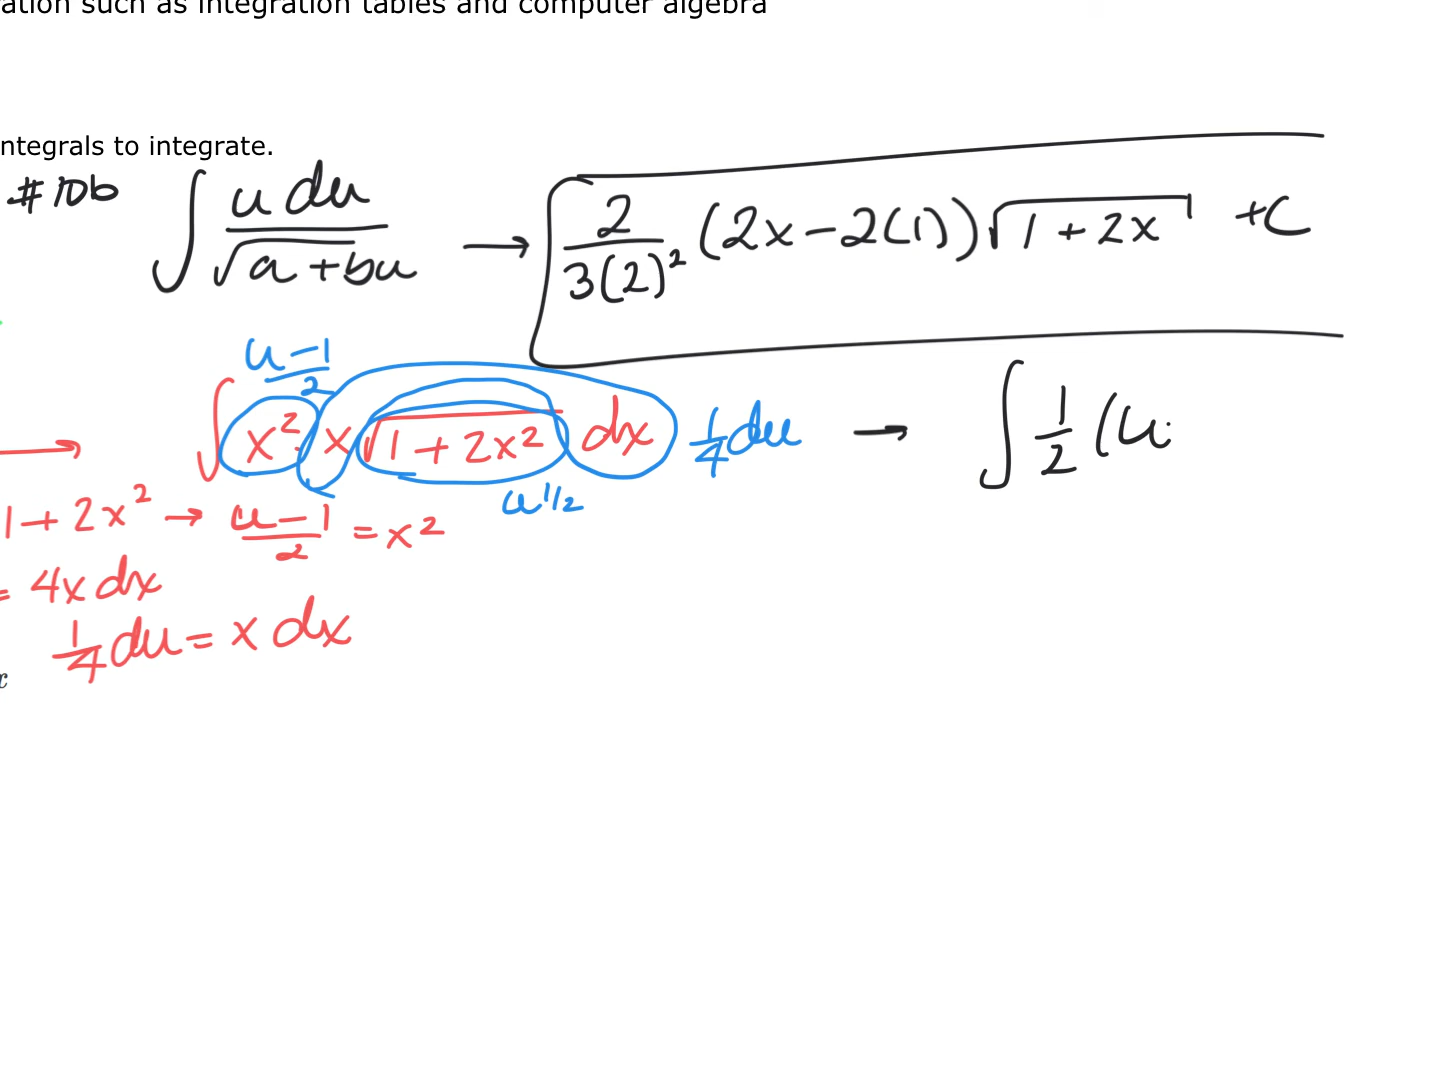 ation such as integration tables and computer algebra
ntegrals to integrate.
#10b ∫ u du / √(a + bu) → 2 / 3(2)² (2x − 2(1)) √(1 + 2x) + C
u − 1 / 2
∫ x² · x √(1 + 2x²) dx 1/4 du → ∫ 1/2 (u
u^1/2
1 + 2x² → u − 1 / 2 = x²
= 4x dx
1/4 du = x dx
x